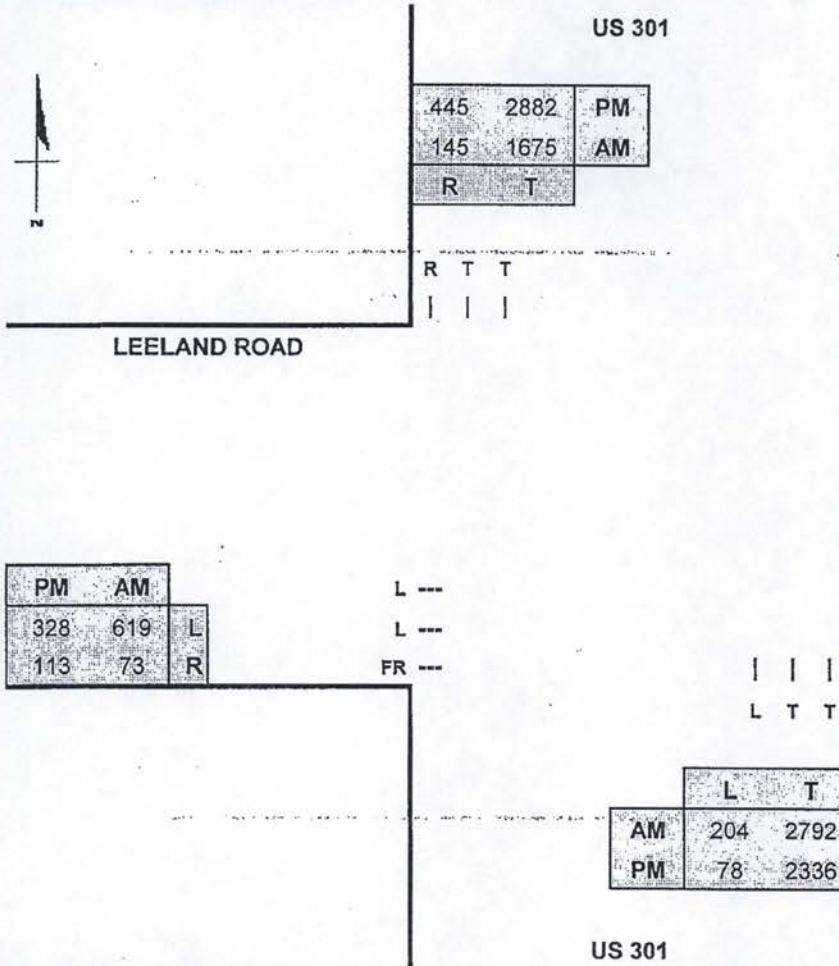 US 301
445 2882 PM
145 1675 AM
R T
N
R T T
LEELAND ROAD
PM AM
328 619 L
113 73 R
L ---
L ---
FR ---
L T T
L T
AM 204 2792
PM 78 2336
US 301